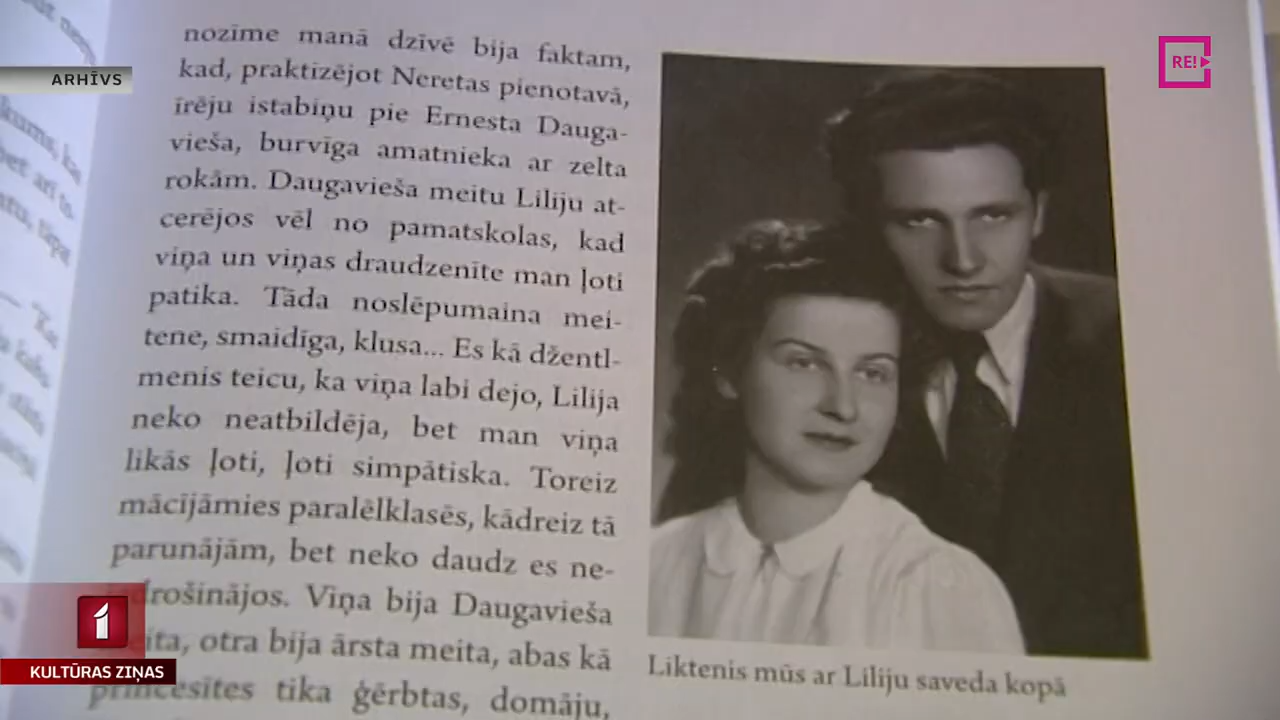 ARHĪVS
RE!
nozīme manā dzīvē bija faktam,
kad, praktizējot Neretas pienotavā,
īrēju istabiņu pie Ernesta Dauga-
vieša, burvīga amatnieka ar zelta
rokām. Daugavieša meitu Liliju at-
cerējos vēl no pamatskolas, kad
viņa un viņas draudzenīte man ļoti
patika. Tāda noslēpumaina mei-
tene, smaidīga, klusa... Es kā džentl-
menis teicu, ka viņa labi dejo, Lilija
neko neatbildēja, bet man viņa
likās ļoti, ļoti simpātiska. Toreiz
mācījāmies paralēlklasēs, kādreiz tā
parunājām, bet neko daudz es ne-
drošinājos. Viņa bija Daugavieša
meita, otra bija ārsta meita, abas kā
princesītes tika ģērbtas, domāju,
Liktenis mūs ar Liliju saveda kopā
1
KULTŪRAS ZIŅAS